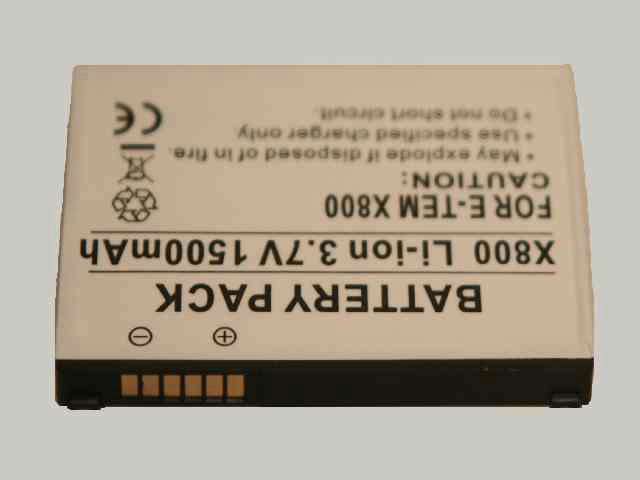 BATTERY PACK
X800 Li-ion 3.7V 1500mAh
FOR E-TEM X800
CAUTION:
• May explode if disposed of in fire.
• Use specified charger only.
• Do not short circuit.
CE